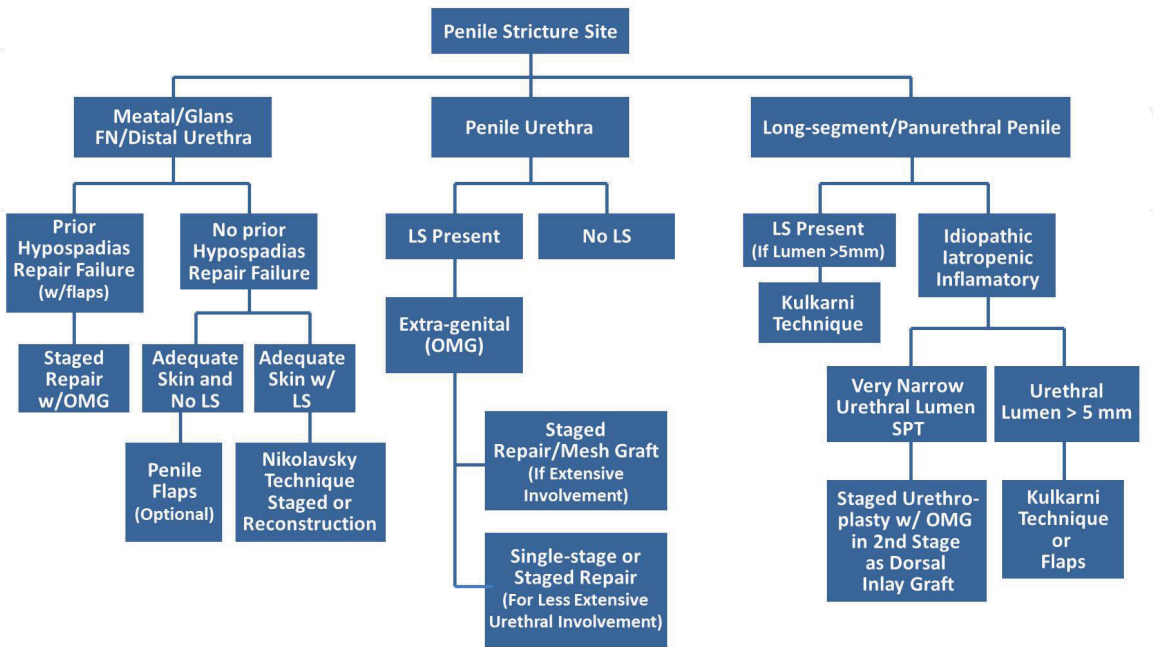 Penile Stricture Site
Meatal/Glans
FN/Distal Urethra
Penile Urethra
Long-segment/Panurethral Penile
Prior
Hypospadias
Repair Failure
(w/flaps)
No prior
Hypospadias
Repair Failure
LS Present
No LS
LS Present
(If Lumen >5mm)
Idiopathic
Iatropenic
Inflamatory
Staged
Repair
w/OMG
Adequate
Skin and
No LS
Adequate
Skin w/
LS
Extra-genital
(OMG)
Kulkarni
Technique
Very Narrow
Urethral Lumen
SPT
Urethral
Lumen > 5 mm
Penile
Flaps
(Optional)
Nikolavsky
Technique
Staged or
Reconstruction
Staged
Repair/Mesh Graft
(If Extensive
Involvement)
Single-stage or
Staged Repair
(For Less Extensive
Urethral Involvement)
Staged Urethro-
plasty w/ OMG
in 2nd Stage
as Dorsal
Inlay Graft
Kulkarni
Technique
or
Flaps